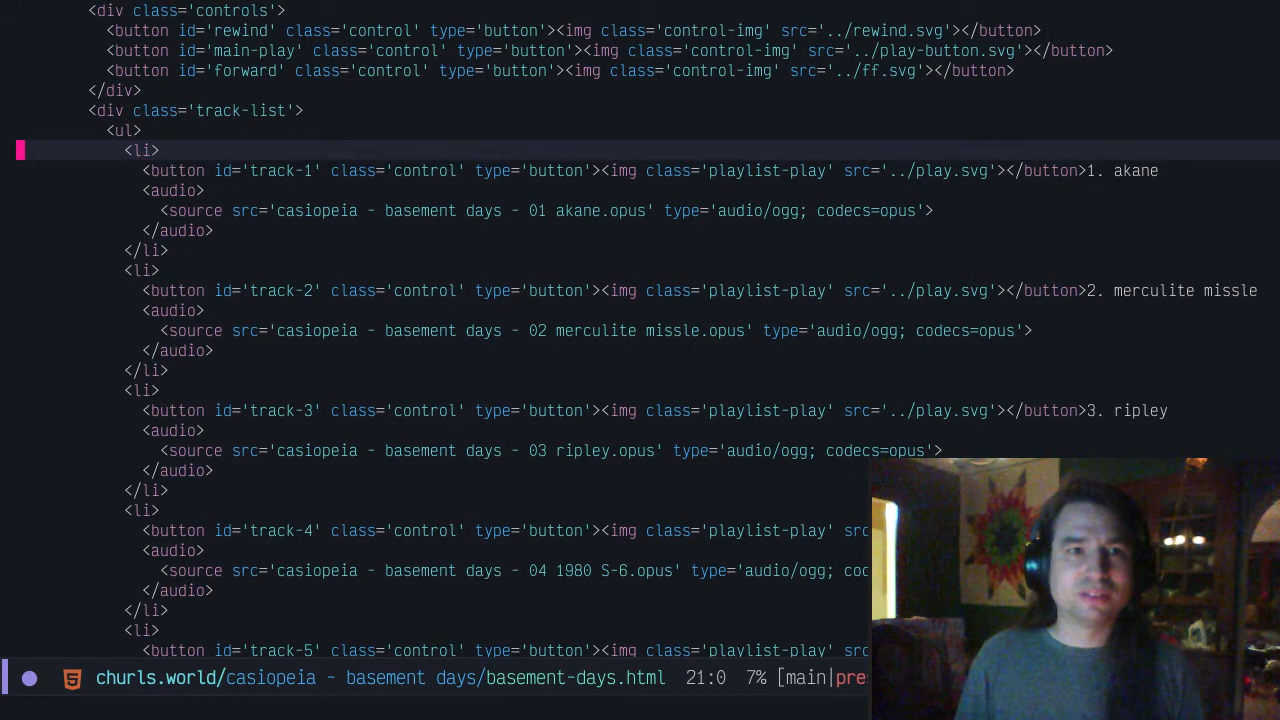 <div class='controls'>
<button id='rewind' class='control' type='button'><img class='control-img' src='../rewind.svg'></button>
<button id='main-play' class='control' type='button'><img class='control-img' src='../play-button.svg'></button>
<button id='forward' class='control' type='button'><img class='control-img' src='../ff.svg'></button>
</div>
<div class='track-list'>
<ul>
<li>
<button id='track-1' class='control' type='button'><img class='playlist-play' src='../play.svg'></button>1. akane
<audio>
<source src='casiopeia - basement days - 01 akane.opus' type='audio/ogg; codecs=opus'>
</audio>
</li>
<li>
<button id='track-2' class='control' type='button'><img class='playlist-play' src='../play.svg'></button>2. merculite missle
<audio>
<source src='casiopeia - basement days - 02 merculite missle.opus' type='audio/ogg; codecs=opus'>
</audio>
</li>
<li>
<button id='track-3' class='control' type='button'><img class='playlist-play' src='../play.svg'></button>3. ripley
<audio>
<source src='casiopeia - basement days - 03 ripley.opus' type='audio/ogg; codecs=opus'>
</audio>
</li>
<li>
<button id='track-4' class='control' type='button'><img class='playlist-play' src
<audio>
<source src='casiopeia - basement days - 04 1980 S-6.opus' type='audio/ogg; cod
</audio>
</li>
<li>
<button id='track-5' class='control' type='button'><img class='playlist-play' src
churls.world/casiopeia - basement days/basement-days.html 21:0 7% [main|pres